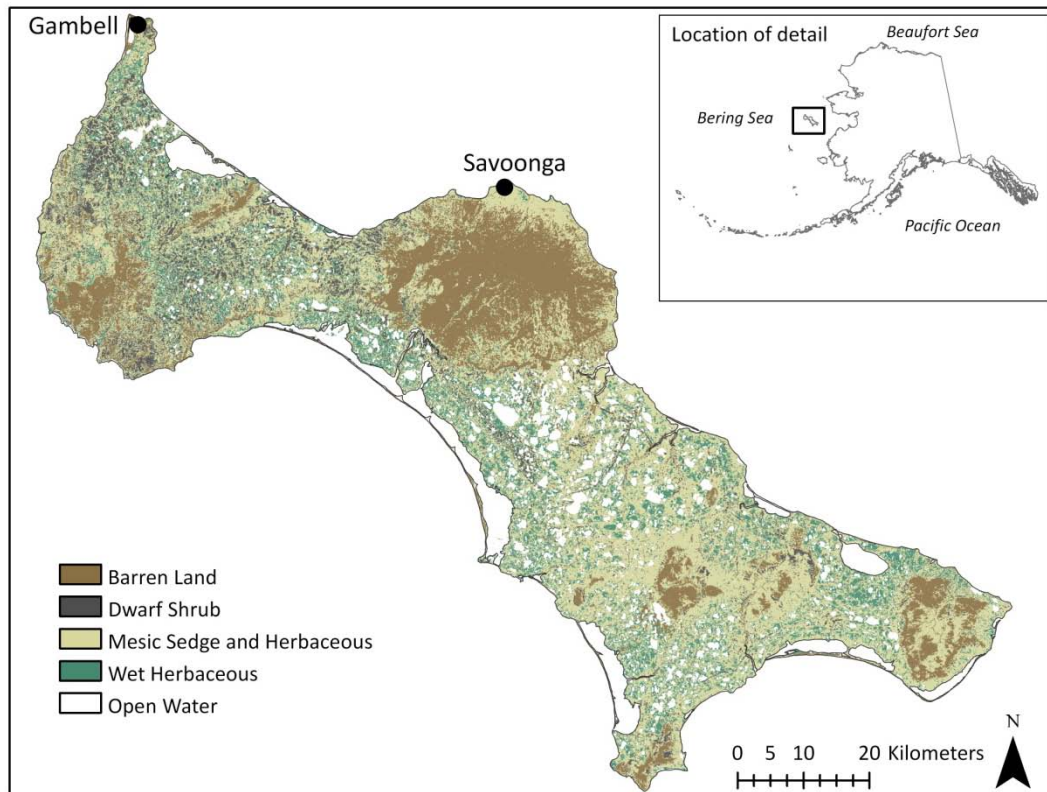 Gambell
Savoonga
Location of detail
Beaufort Sea
Bering Sea
Pacific Ocean
Barren Land
Dwarf Shrub
Mesic Sedge and Herbaceous
Wet Herbaceous
Open Water
0 5 10 20 Kilometers
N